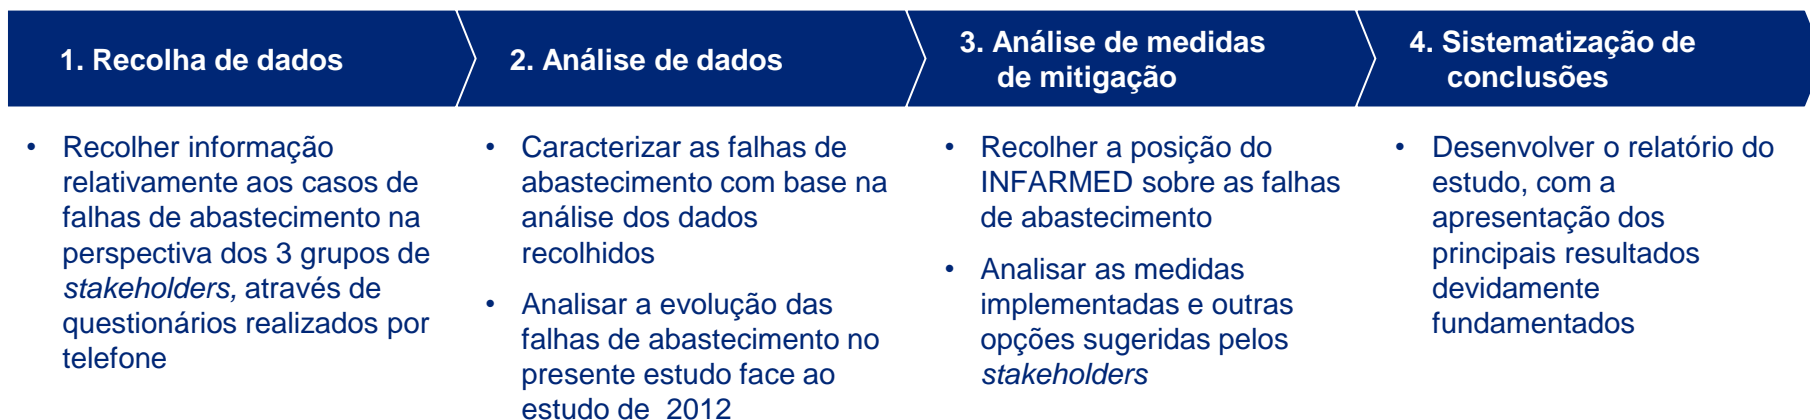 1. Recolha de dados
2. Análise de dados
3. Análise de medidas
de mitigação
4. Sistematização de
conclusões
• Recolher informação
relativamente aos casos de
falhas de abastecimento na
perspectiva dos 3 grupos de
stakeholders, através de
questionários realizados por
telefone
• Caracterizar as falhas de
abastecimento com base na
análise dos dados
recolhidos
• Analisar a evolução das
falhas de abastecimento no
presente estudo face ao
estudo de 2012
• Recolher a posição do
INFARMED sobre as falhas
de abastecimento
• Analisar as medidas
implementadas e outras
opções sugeridas pelos
stakeholders
• Desenvolver o relatório do
estudo, com a
apresentação dos
principais resultados
devidamente
fundamentados